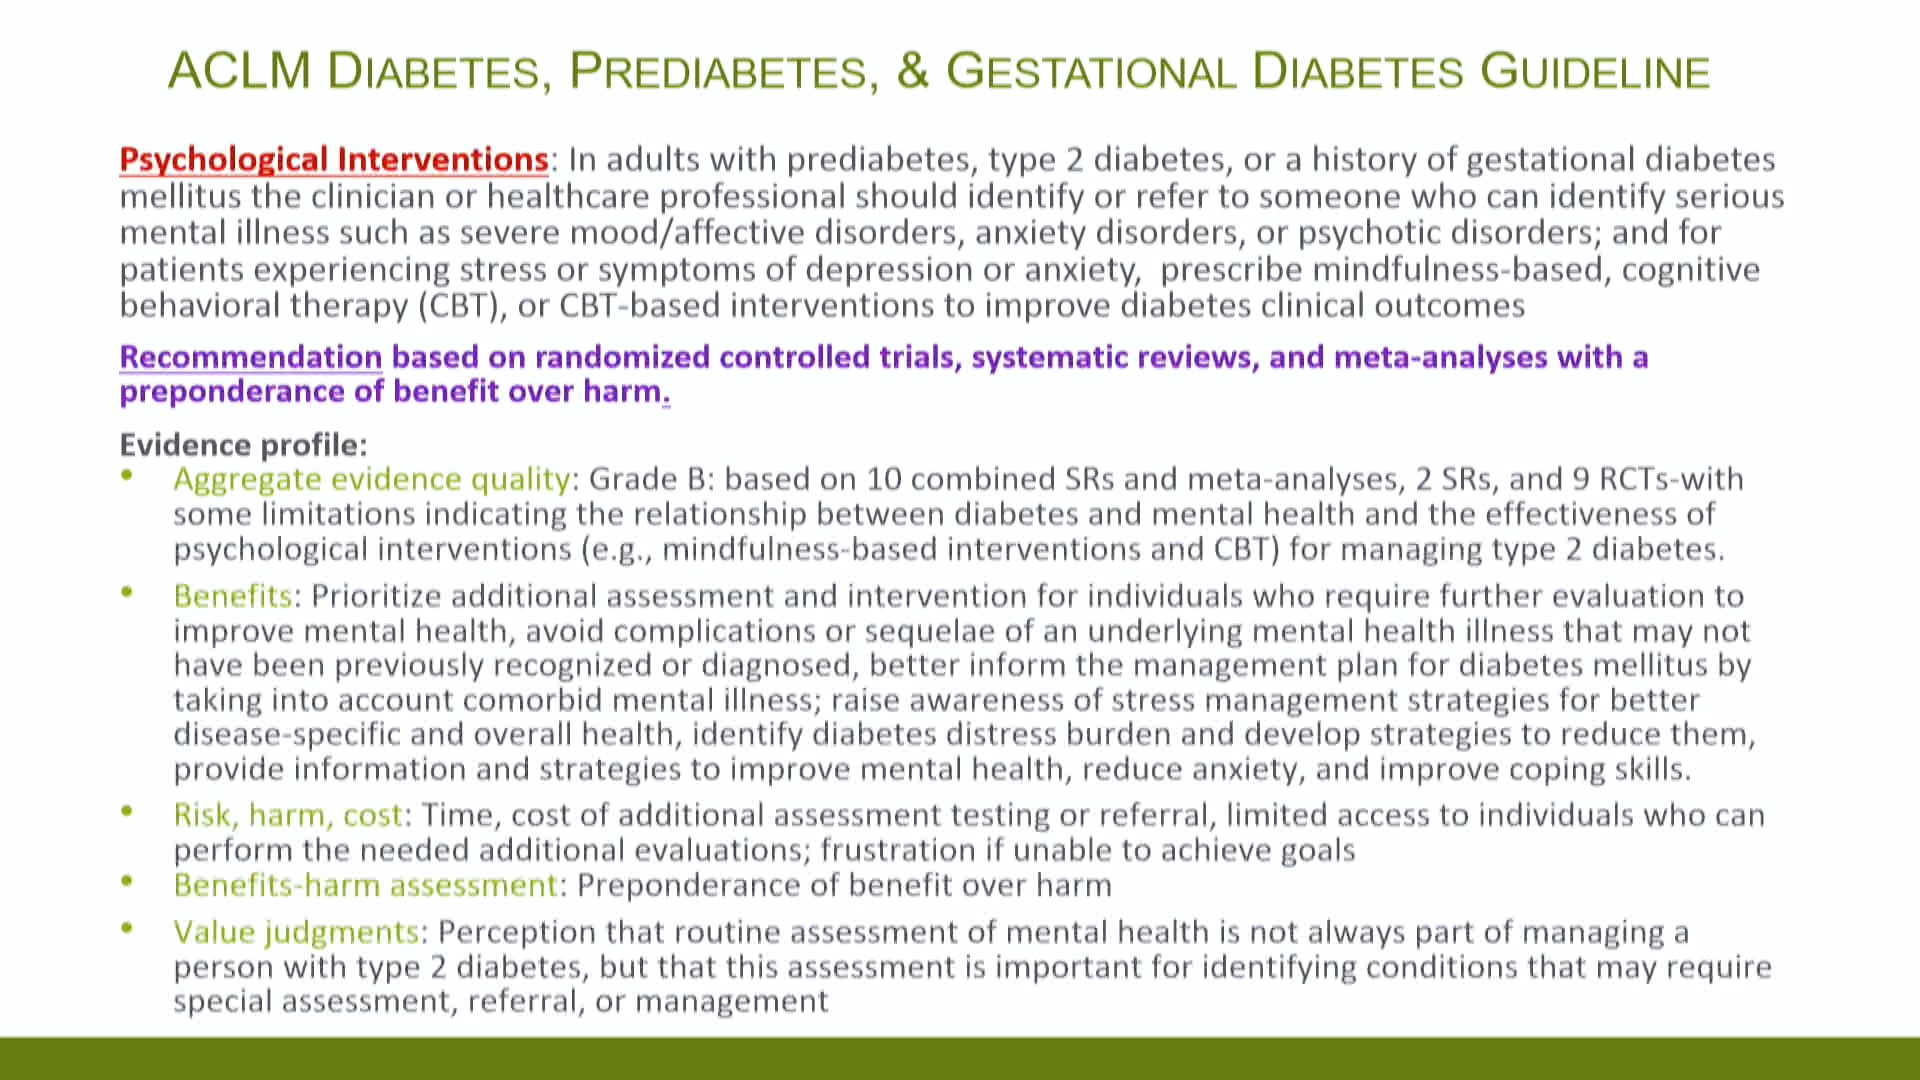 ACLM DIABETES, PREDIABETES, & GESTATIONAL DIABETES GUIDELINE
Psychological Interventions: In adults with prediabetes, type 2 diabetes, or a history of gestational diabetes
mellitus the clinician or healthcare professional should identify or refer to someone who can identify serious
mental illness such as severe mood/affective disorders, anxiety disorders, or psychotic disorders; and for
patients experiencing stress or symptoms of depression or anxiety, prescribe mindfulness-based, cognitive
behavioral therapy (CBT), or CBT-based interventions to improve diabetes clinical outcomes
Recommendation based on randomized controlled trials, systematic reviews, and meta-analyses with a
preponderance of benefit over harm.
Evidence profile:
• Aggregate evidence quality: Grade B: based on 10 combined SRs and meta-analyses, 2 SRs, and 9 RCTs-with
some limitations indicating the relationship between diabetes and mental health and the effectiveness of
psychological interventions (e.g., mindfulness-based interventions and CBT) for managing type 2 diabetes.
• Benefits: Prioritize additional assessment and intervention for individuals who require further evaluation to
improve mental health, avoid complications or sequelae of an underlying mental health illness that may not
have been previously recognized or diagnosed, better inform the management plan for diabetes mellitus by
taking into account comorbid mental illness; raise awareness of stress management strategies for better
disease-specific and overall health, identify diabetes distress burden and develop strategies to reduce them,
provide information and strategies to improve mental health, reduce anxiety, and improve coping skills.
• Risk, harm, cost: Time, cost of additional assessment testing or referral, limited access to individuals who can
perform the needed additional evaluations; frustration if unable to achieve goals
• Benefits-harm assessment: Preponderance of benefit over harm
• Value judgments: Perception that routine assessment of mental health is not always part of managing a
person with type 2 diabetes, but that this assessment is important for identifying conditions that may require
special assessment, referral, or management